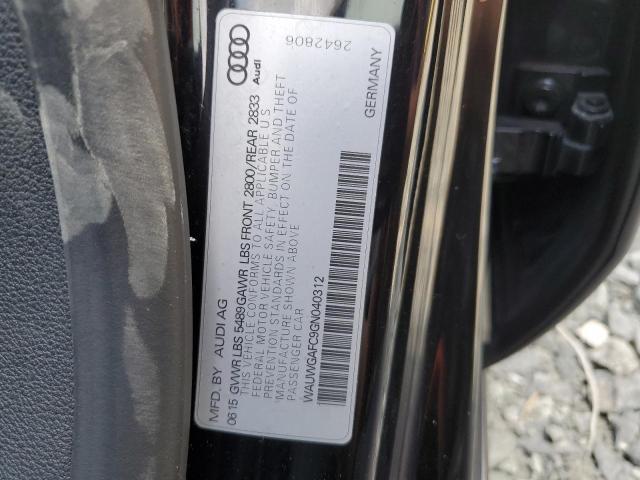 MFD. BY AUDI AG
0615 GVWR LBS 5489 GAWR LBS FRONT 2800/REAR 2833
THIS VEHICLE CONFORMS TO ALL APPLICABLE U S
FEDERAL MOTOR VEHICLE SAFETY, BUMPER AND THEFT
PREVENTION STANDARDS IN EFFECT ON THE DATE OF
MANUFACTURE SHOWN ABOVE
PASSENGER CAR
WAUWGAFC9GN040312
Audi
GERMANY
2642806